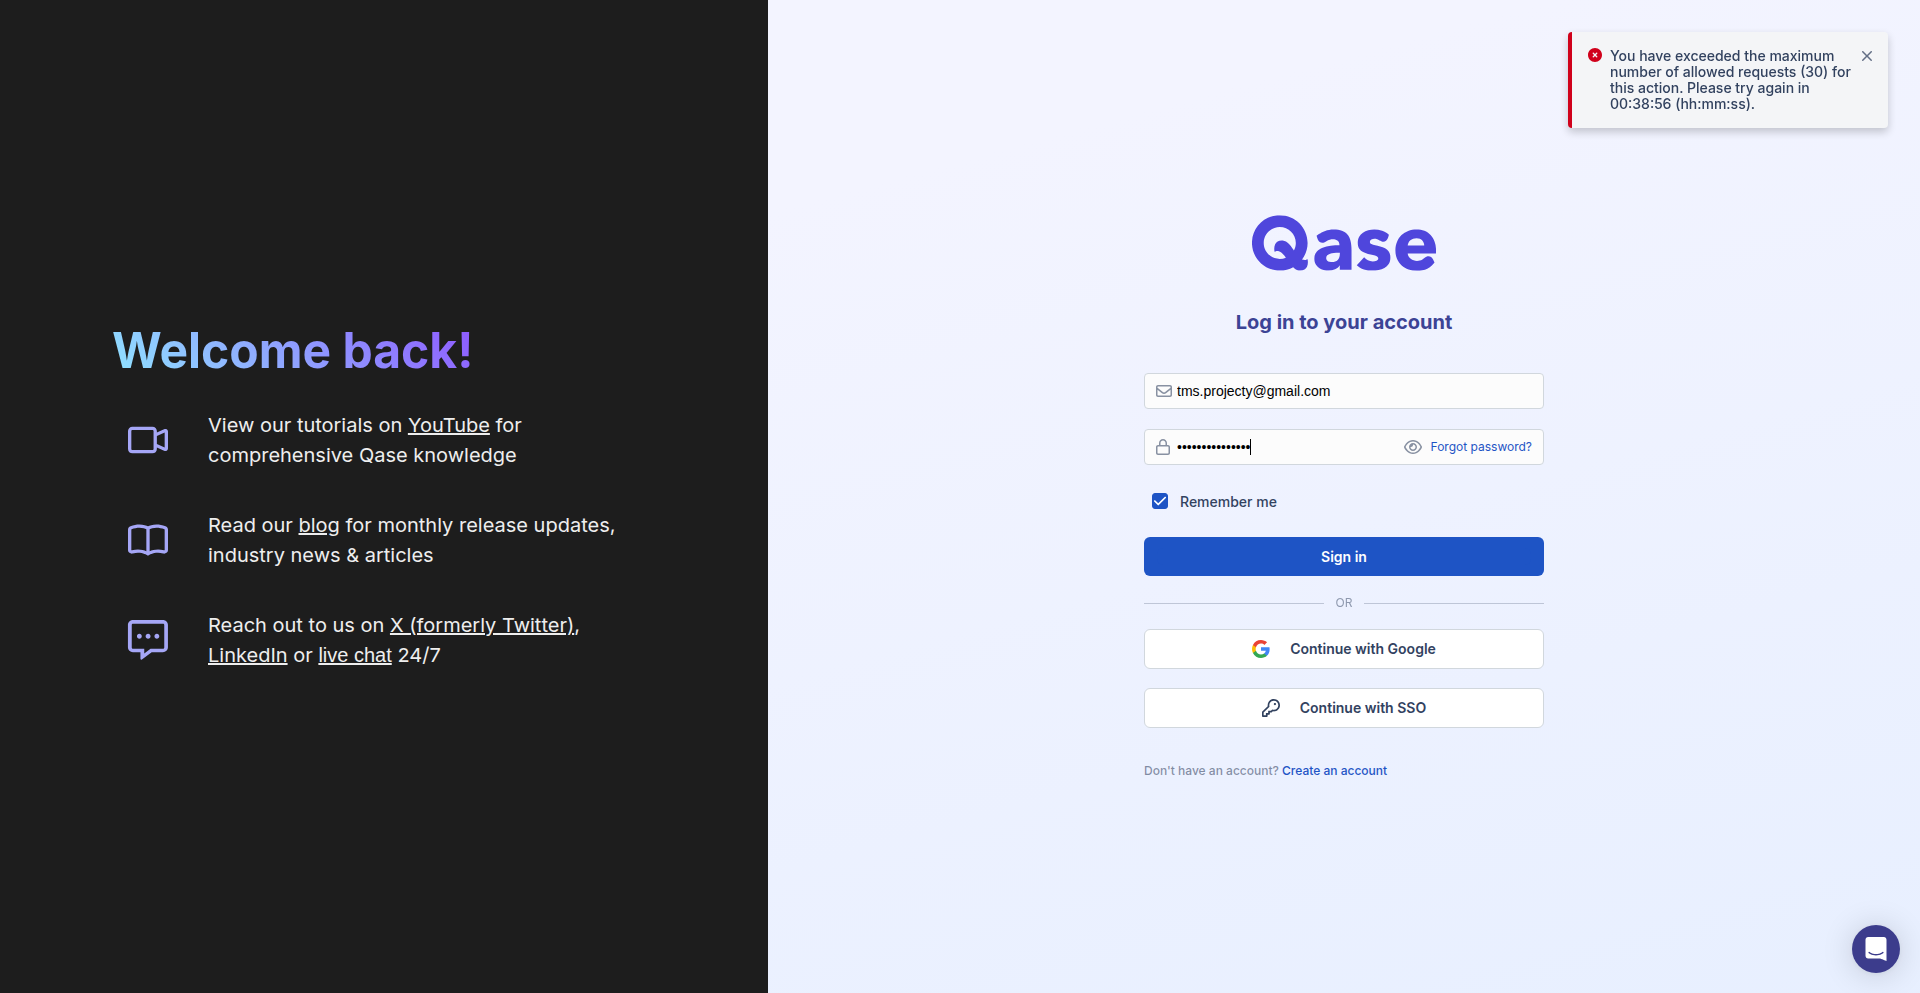 Welcome back!
View our tutorials on YouTube for
comprehensive Qase knowledge
Read our blog for monthly release updates,
industry news & articles
Reach out to us on X (formerly Twitter),
LinkedIn or live chat 24/7
You have exceeded the maximum
number of allowed requests (30) for
this action. Please try again in
00:38:56 (hh:mm:ss).
Qase
Log in to your account
tms.projecty@gmail.com
•••••••••••••••
Forgot password?
Remember me
Sign in
OR
Continue with Google
Continue with SSO
Don't have an account? Create an account